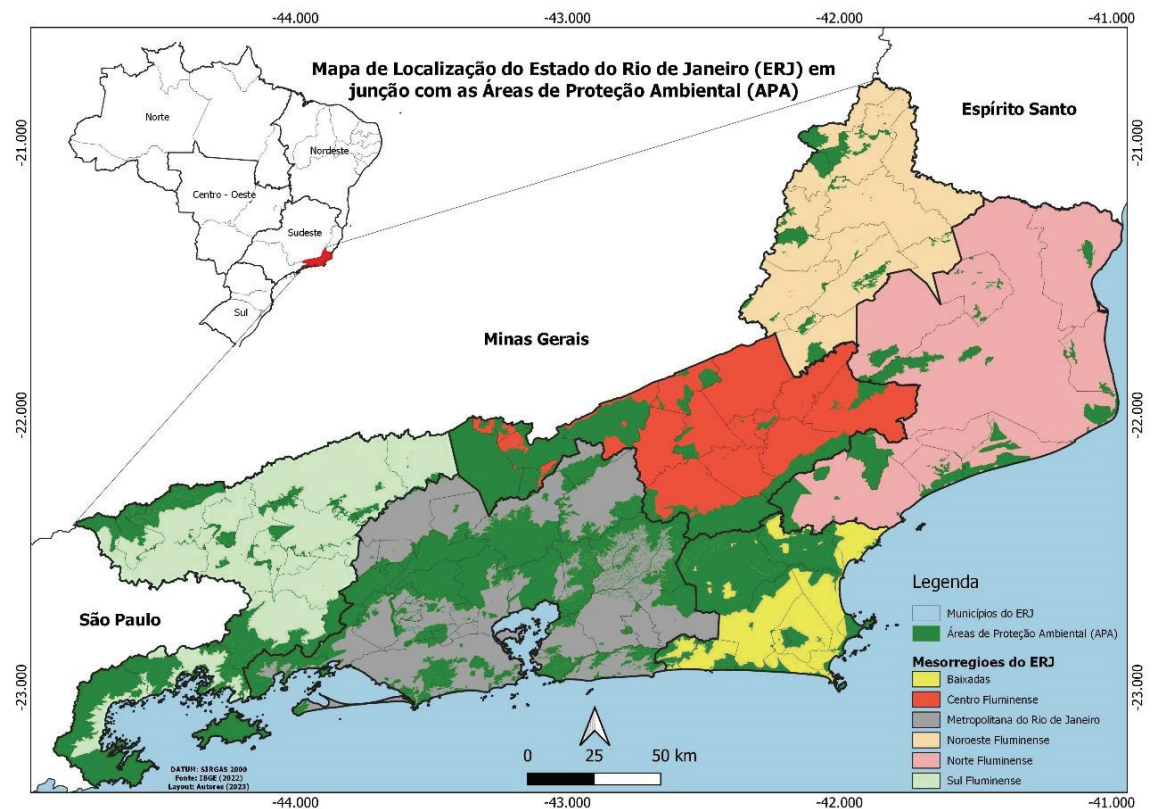 -44.000
-43.000
-42.000
-41.000
Mapa de Localização do Estado do Rio de Janeiro (ERJ) em
junção com as Áreas de Proteção Ambiental (APA)
Espírito Santo
Norte
Nordeste
Centro - Oeste
Sudeste
Sul
-21.000
-21.000
Minas Gerais
-22.000
-22.000
São Paulo
-23.000
-23.000
Legenda
Municípios do ERJ
Áreas de Proteção Ambiental (APA)
Mesorregioes do ERJ
Baixadas
Centro Fluminense
Metropolitana do Rio de Janeiro
Noroeste Fluminense
Norte Fluminense
Sul Fluminense
0 25 50 km
DATUM: SIRGAS 2000
Fonte: IBGE (2022)
Layout: Autores (2023)
-44.000
-43.000
-42.000
-41.000